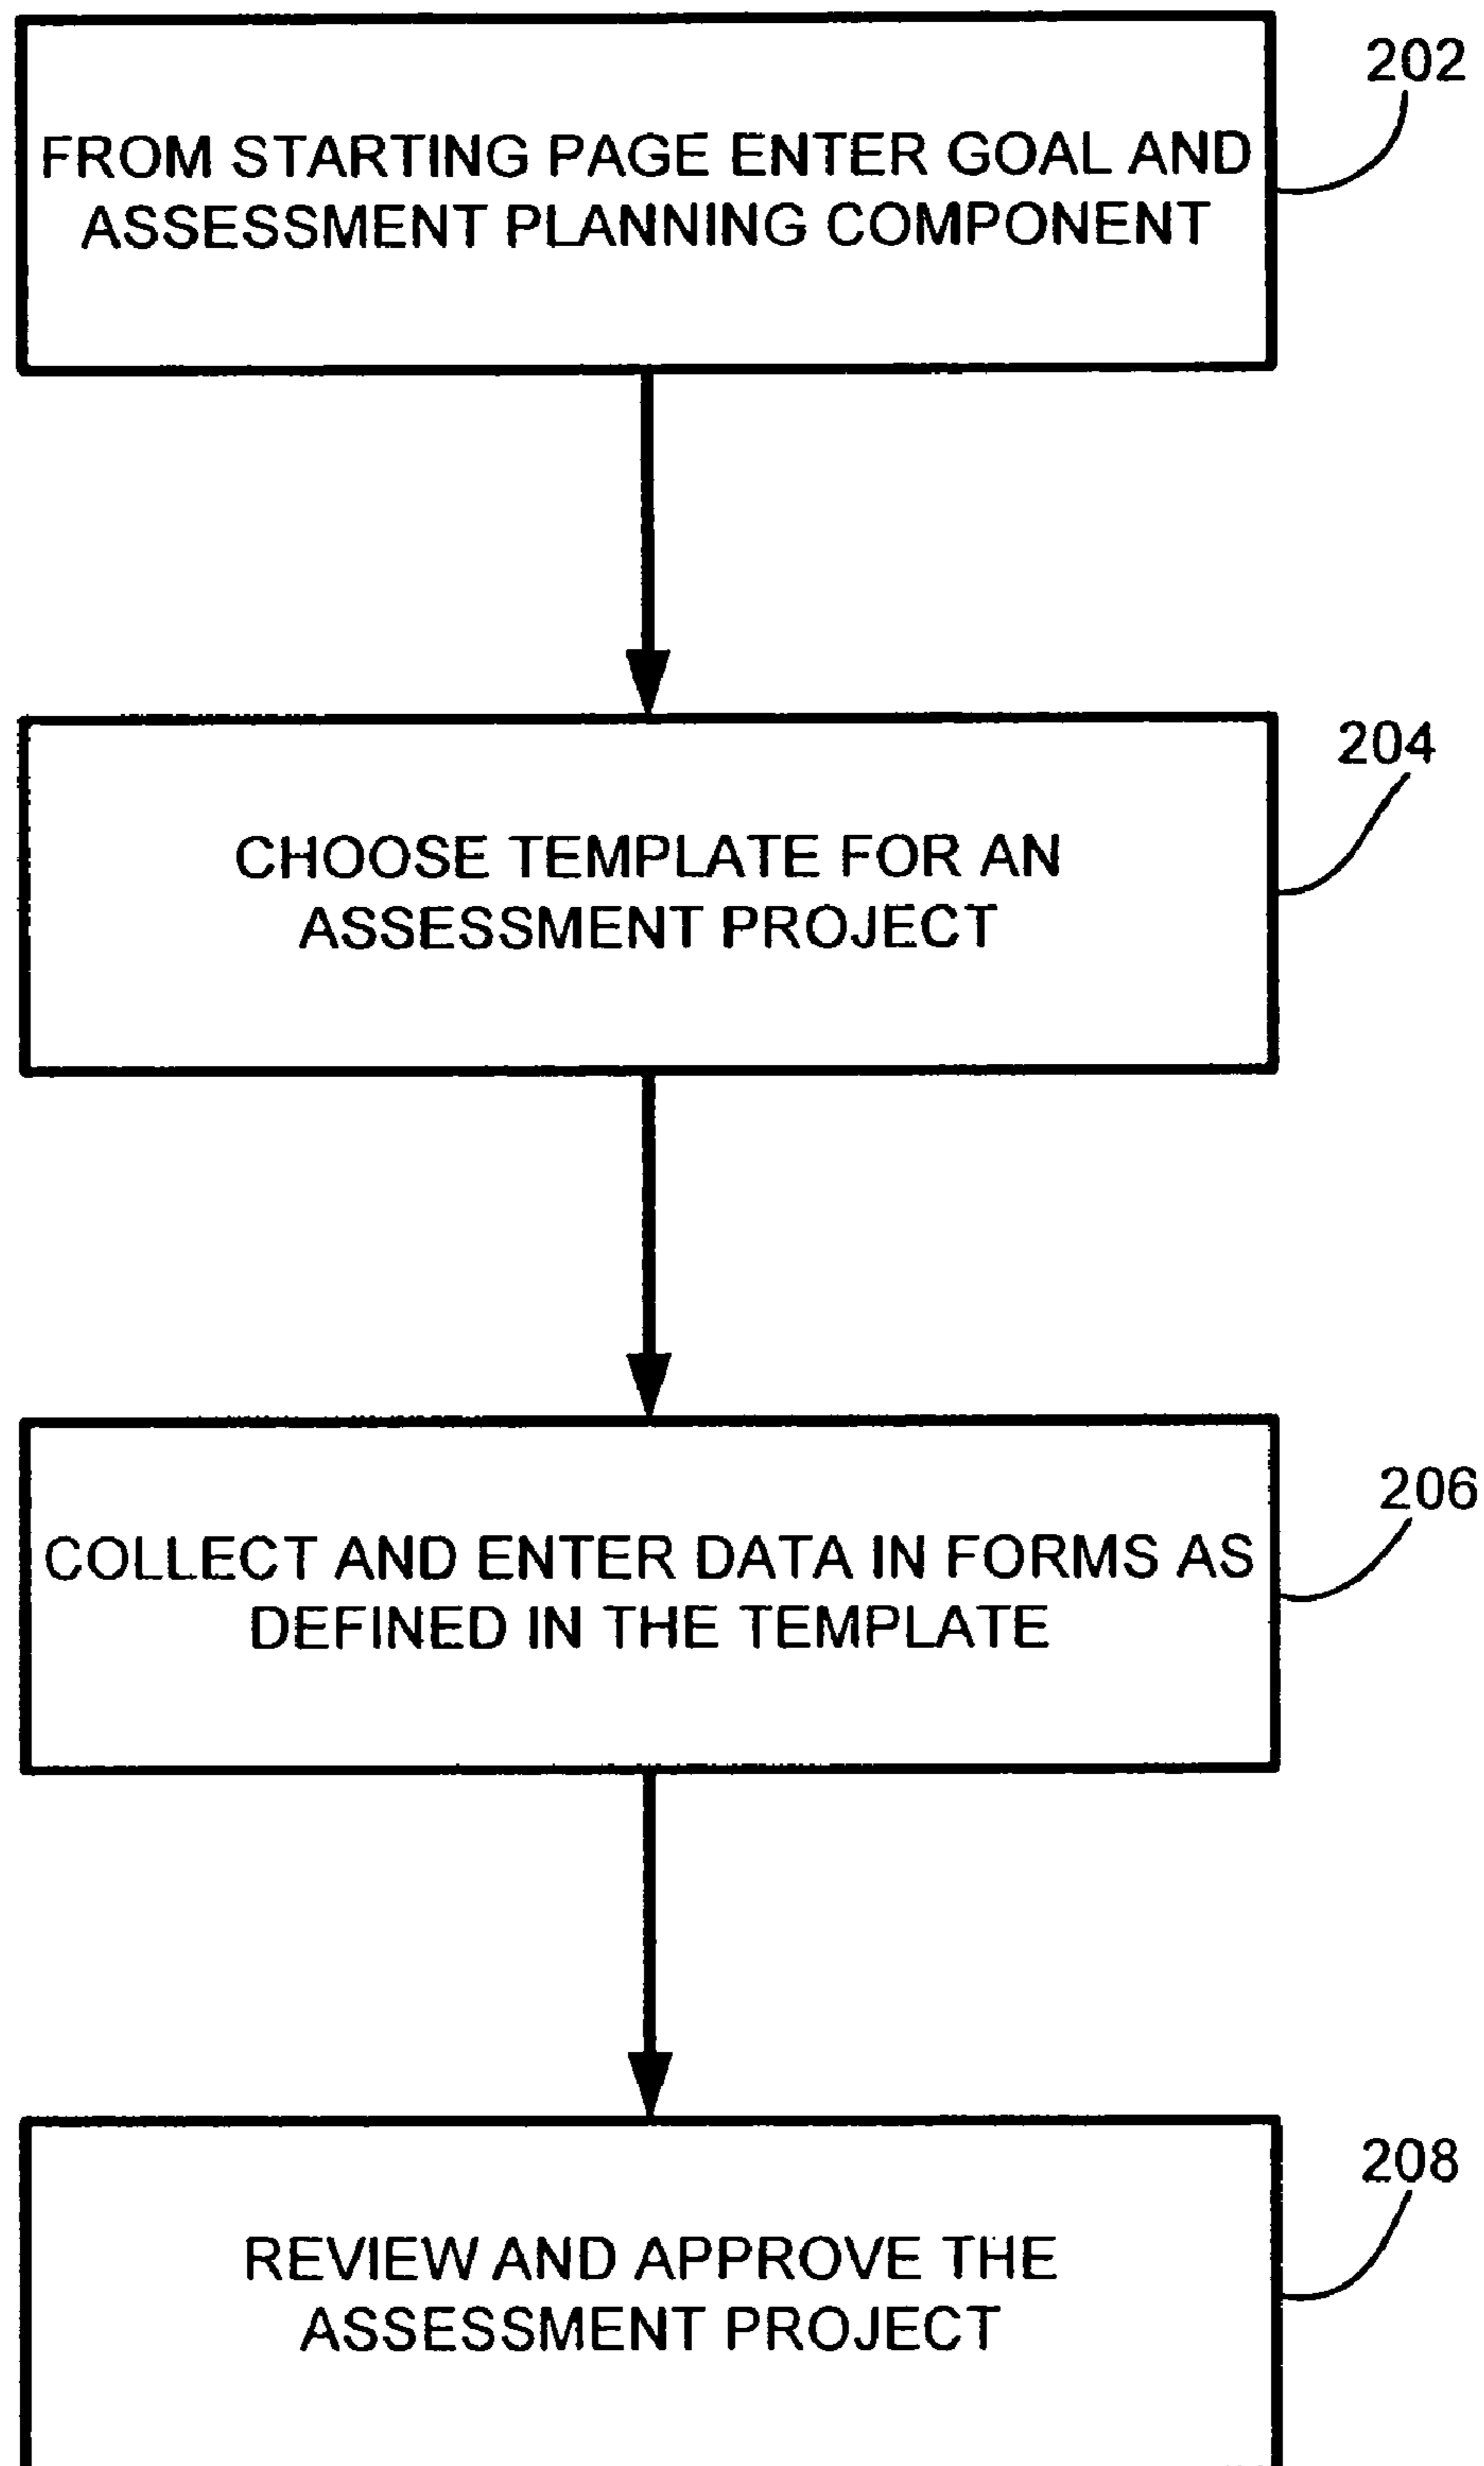 202
FROM STARTING PAGE ENTER GOAL AND
ASSESSMENT PLANNING COMPONENT
204
CHOOSE TEMPLATE FOR AN
ASSESSMENT PROJECT
206
COLLECT AND ENTER DATA IN FORMS AS
DEFINED IN THE TEMPLATE
208
REVIEW AND APPROVE THE
ASSESSMENT PROJECT